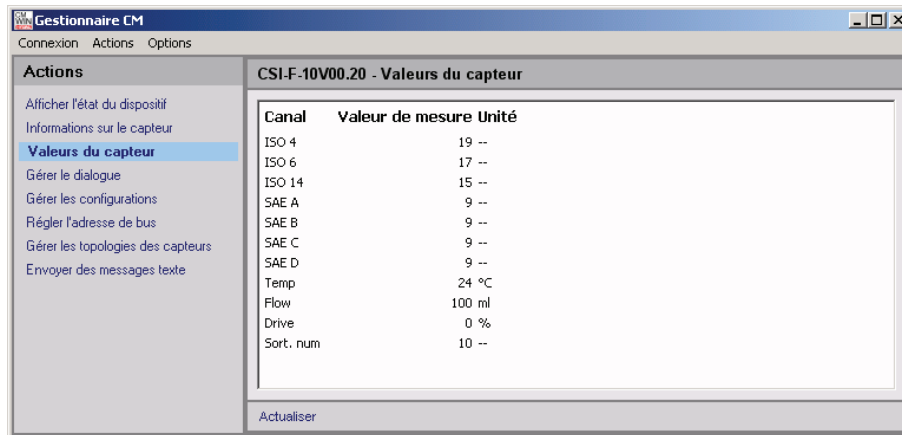 CM WIN
Gestionnaire CM
Connexion Actions Options
Actions
Afficher l'état du dispositif
Informations sur le capteur
Valeurs du capteur
Gérer le dialogue
Gérer les configurations
Régler l'adresse de bus
Gérer les topologies des capteurs
Envoyer des messages texte
CSI-F-10V00.20 - Valeurs du capteur
Canal Valeur de mesure Unité
ISO 4 19 --
ISO 6 17 --
ISO 14 15 --
SAE A 9 --
SAE B 9 --
SAE C 9 --
SAE D 9 --
Temp 24 °C
Flow 100 ml
Drive 0 %
Sort. num 10 --
Actualiser